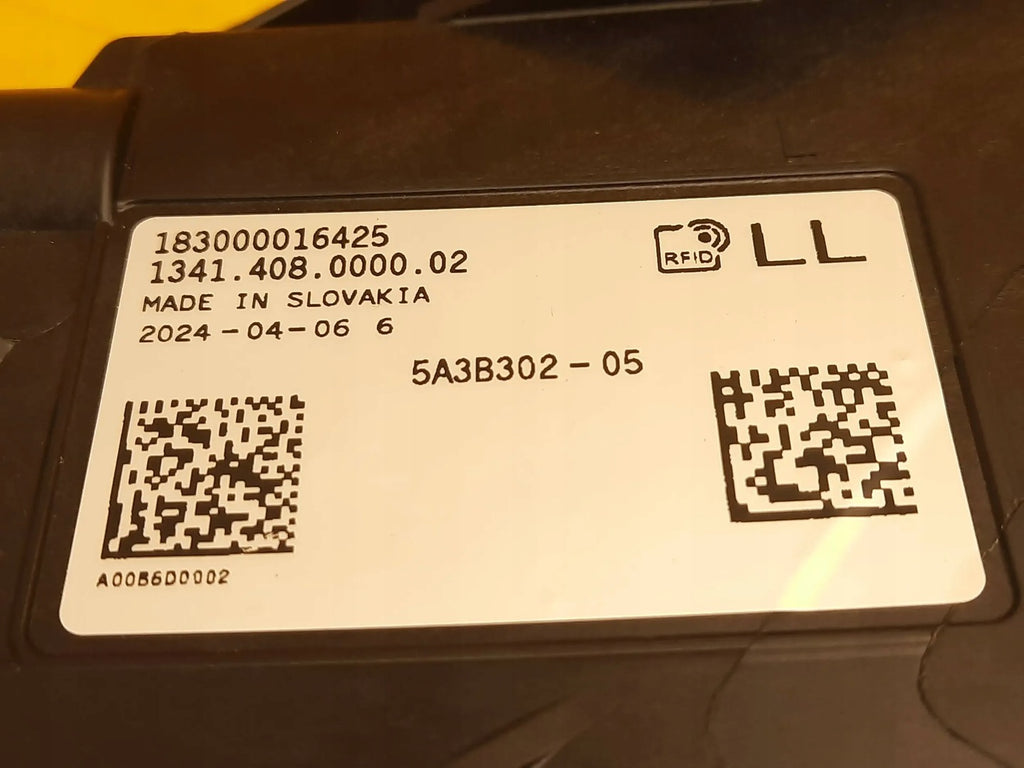 183000016425
1341.408.0000.02
MADE IN SLOVAKIA
2024-04-06 6
RFID
LL
5A3B302-05
A00B6D0002